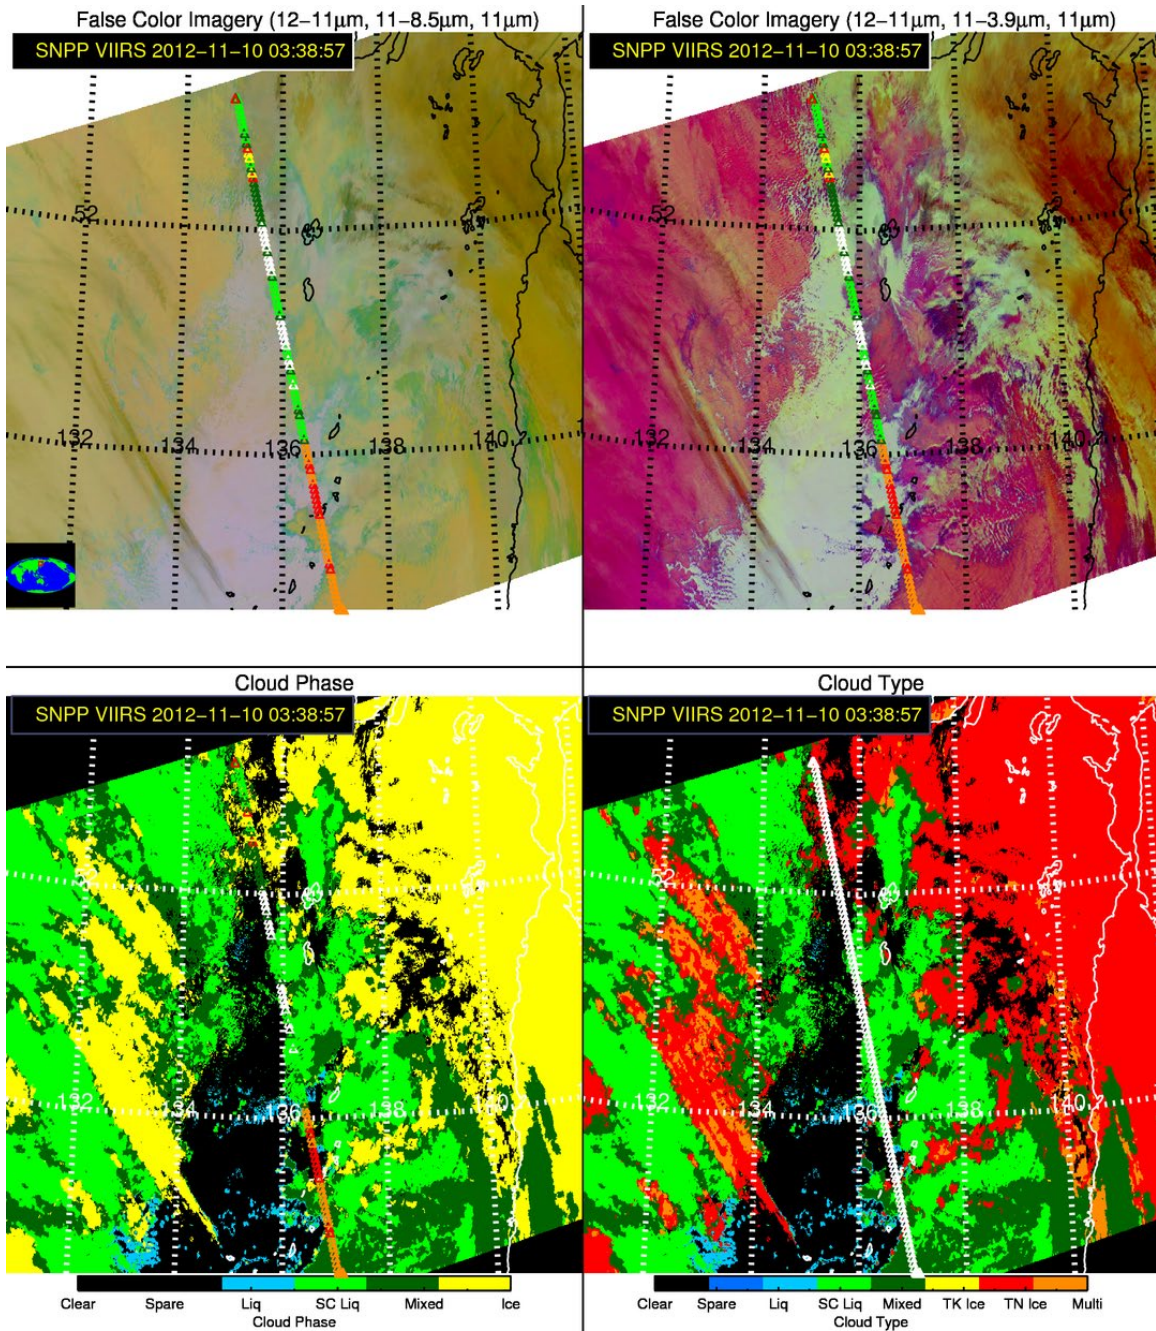 False Color Imagery (12−11μm, 11−8.5μm, 11μm)
SNPP VIIRS 2012−11−10 03:38:57
52
132
134
136
138
140
False Color Imagery (12−11μm, 11−3.9μm, 11μm)
SNPP VIIRS 2012−11−10 03:38:57
52
132
134
136
138
140
Cloud Phase
SNPP VIIRS 2012−11−10 03:38:57
52
132
134
136
138
140
Clear Spare Liq SC Liq Mixed Ice
Cloud Phase
Cloud Type
SNPP VIIRS 2012−11−10 03:38:57
52
132
134
136
138
140
Clear Spare Liq SC Liq Mixed TK Ice TN Ice Multi
Cloud Type